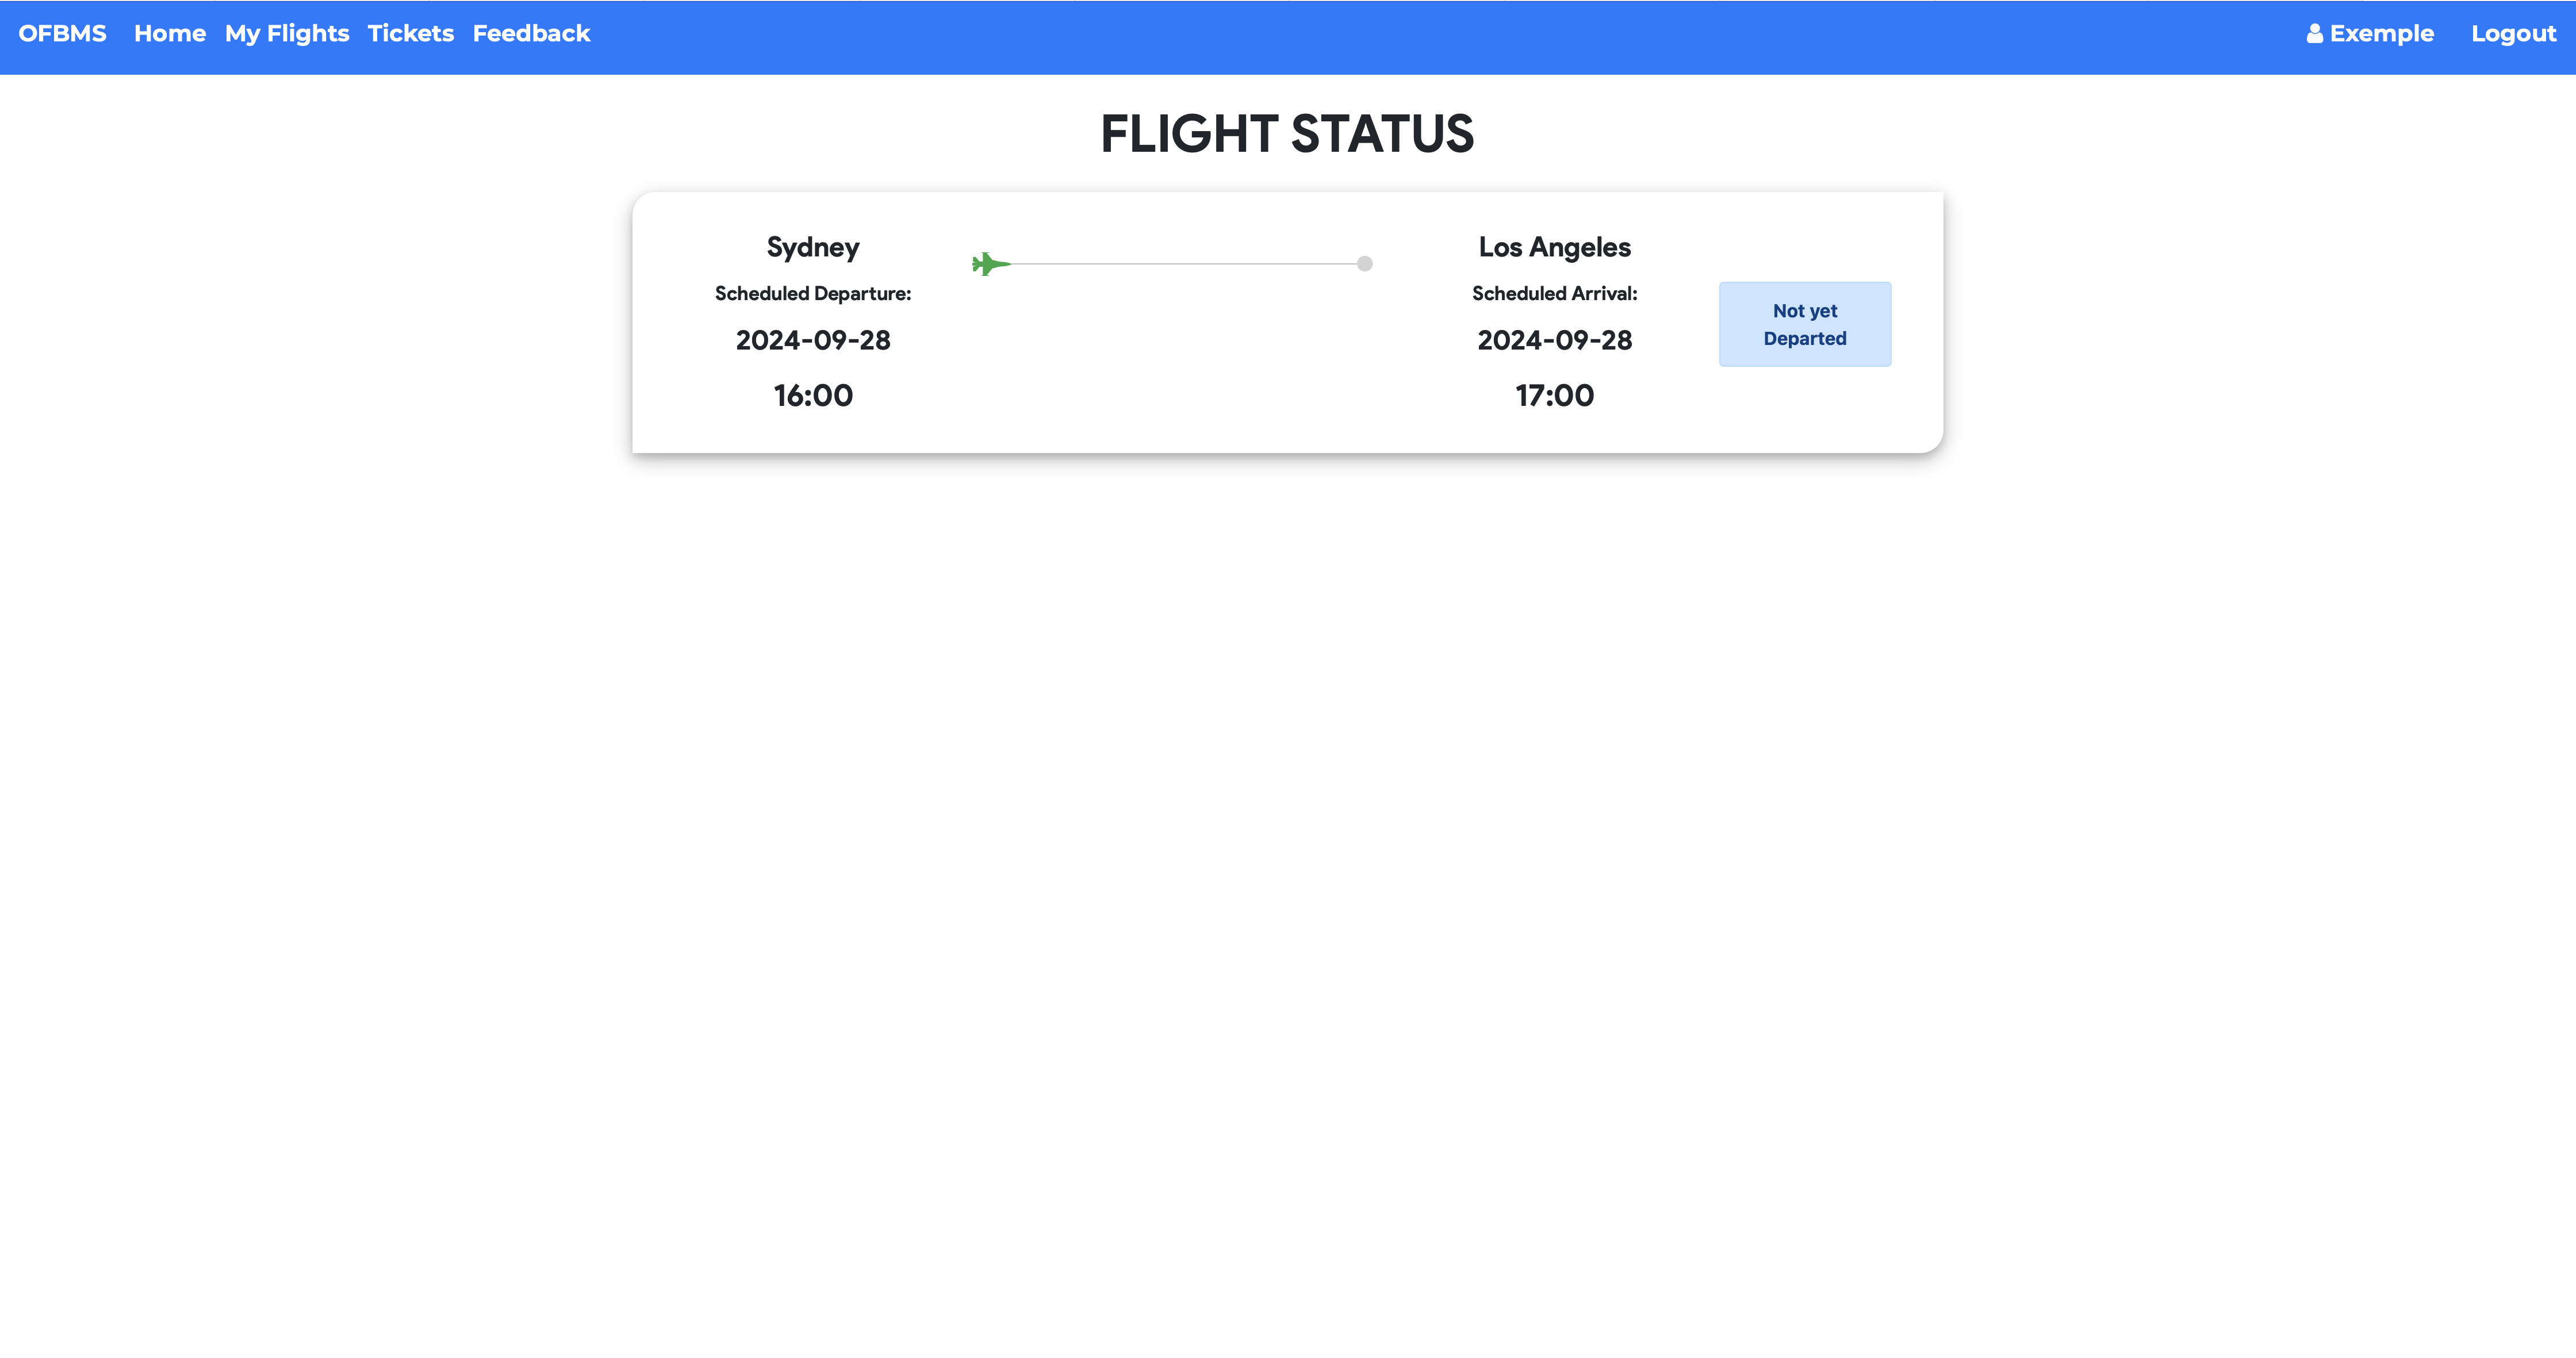 OFBMS Home My Flights Tickets Feedback Exemple Logout
FLIGHT STATUS
Sydney
Scheduled Departure:
2024-09-28
16:00
Los Angeles
Scheduled Arrival:
2024-09-28
17:00
Not yet
Departed